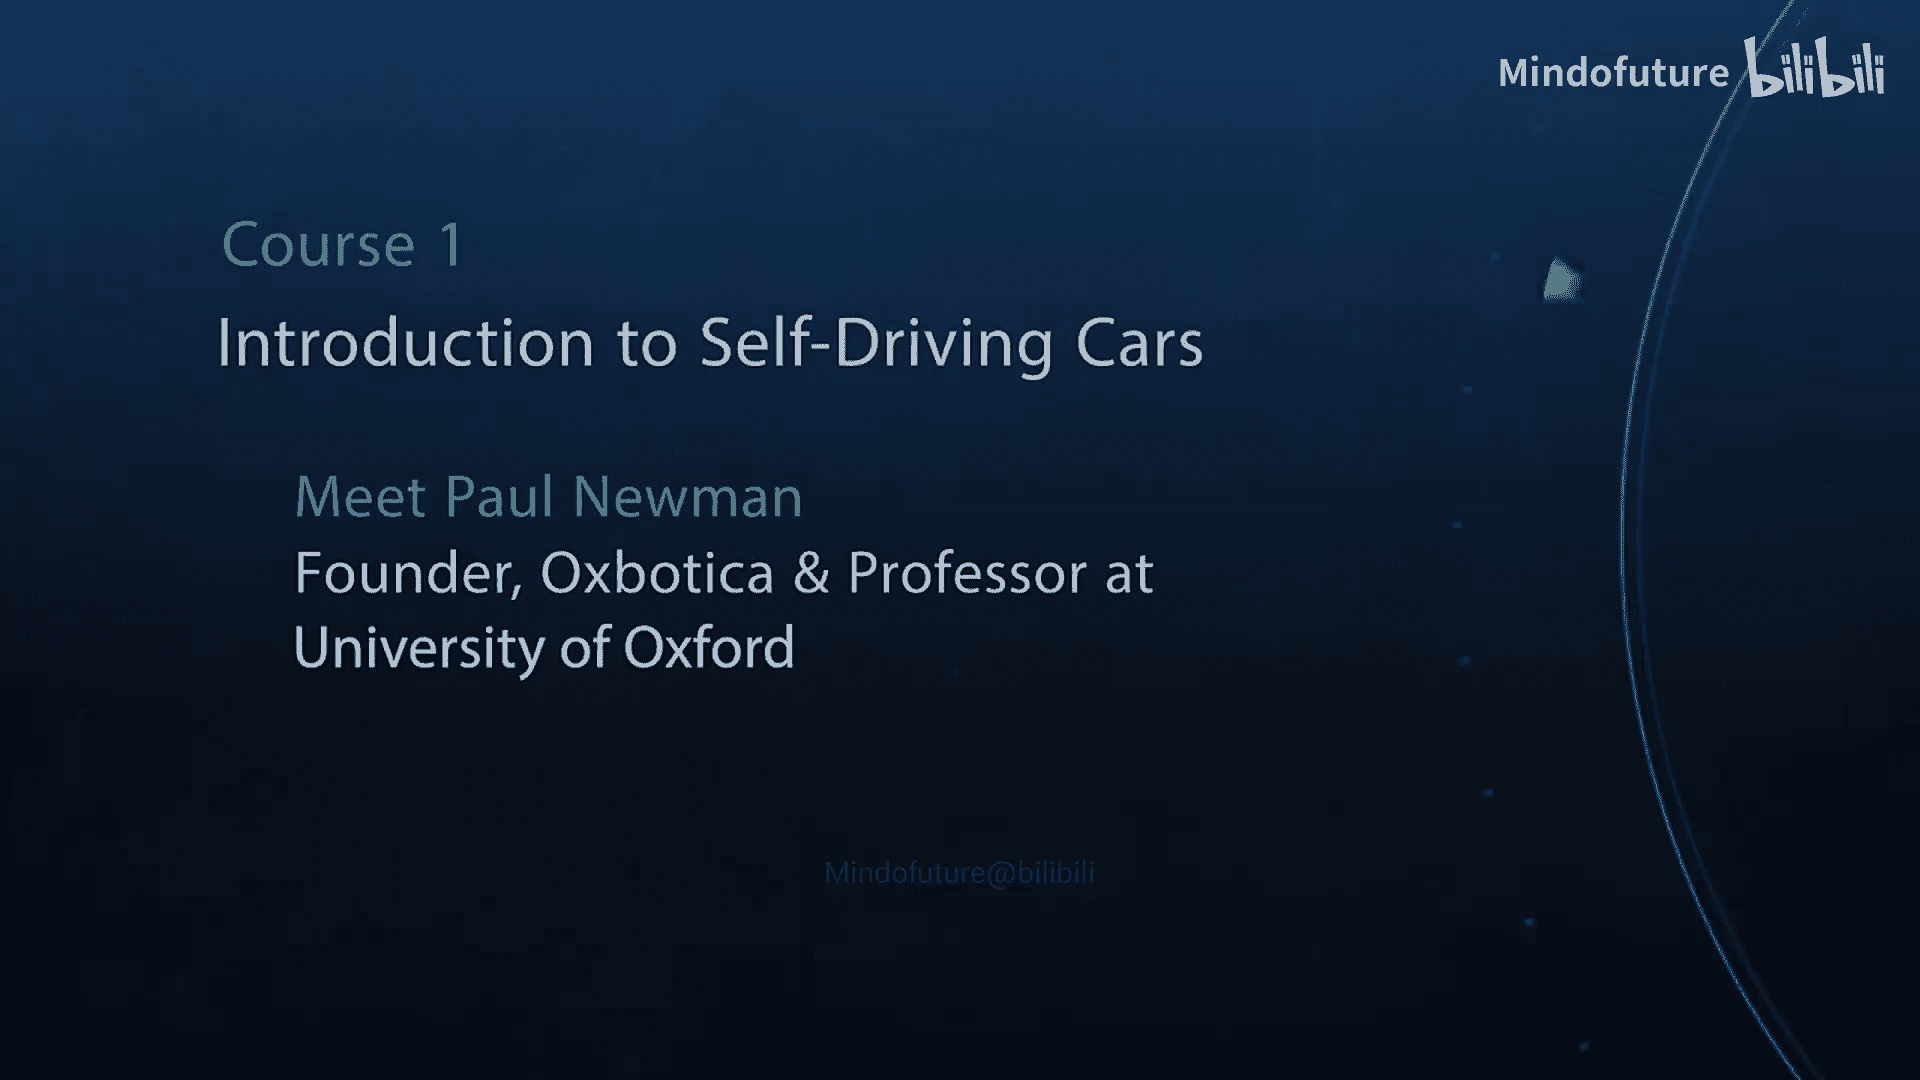 Mindofuture bilibili
Course 1
Introduction to Self-Driving Cars
Meet Paul Newman
Founder, Oxbotica & Professor at
University of Oxford
Mindofuture@bilibili